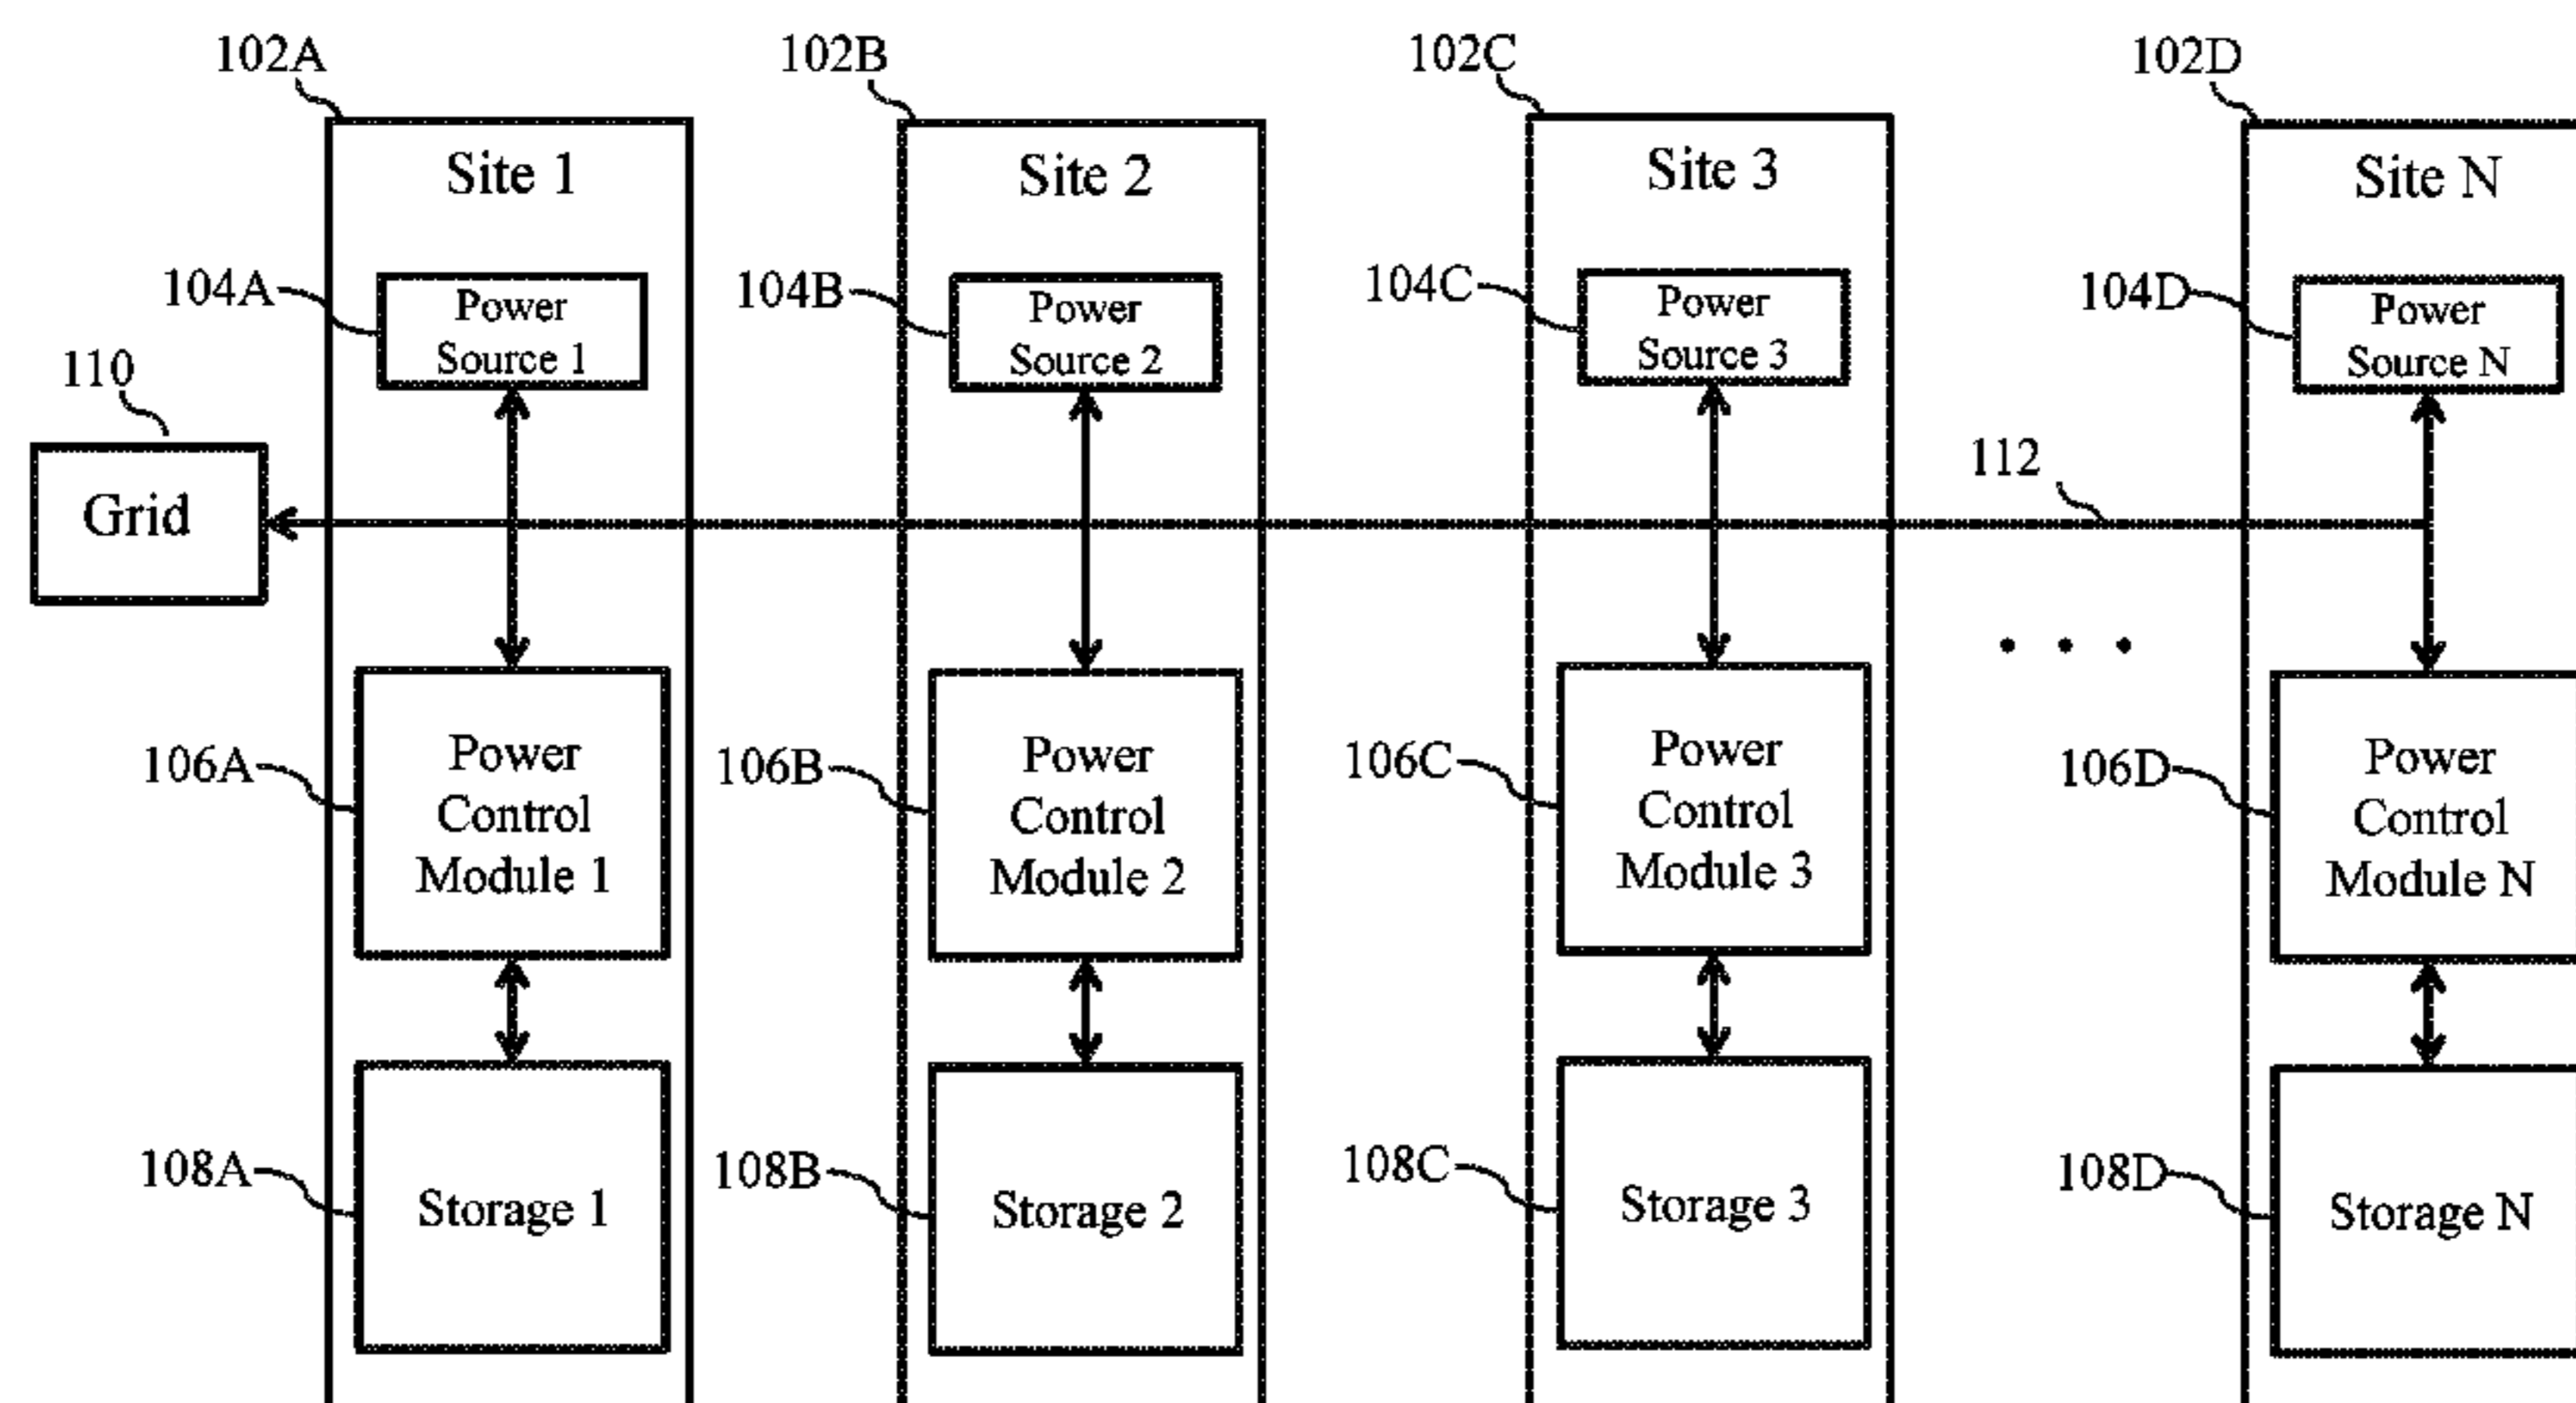 102A
102B
102C
102D
Site 1
Site 2
Site 3
Site N
104A
Power
Source 1
104B
Power
Source 2
104C
Power
Source 3
104D
Power
Source N
110
Grid
112
106A
Power
Control
Module 1
106B
Power
Control
Module 2
106C
Power
Control
Module 3
106D
Power
Control
Module N
108A
Storage 1
108B
Storage 2
108C
Storage 3
108D
Storage N